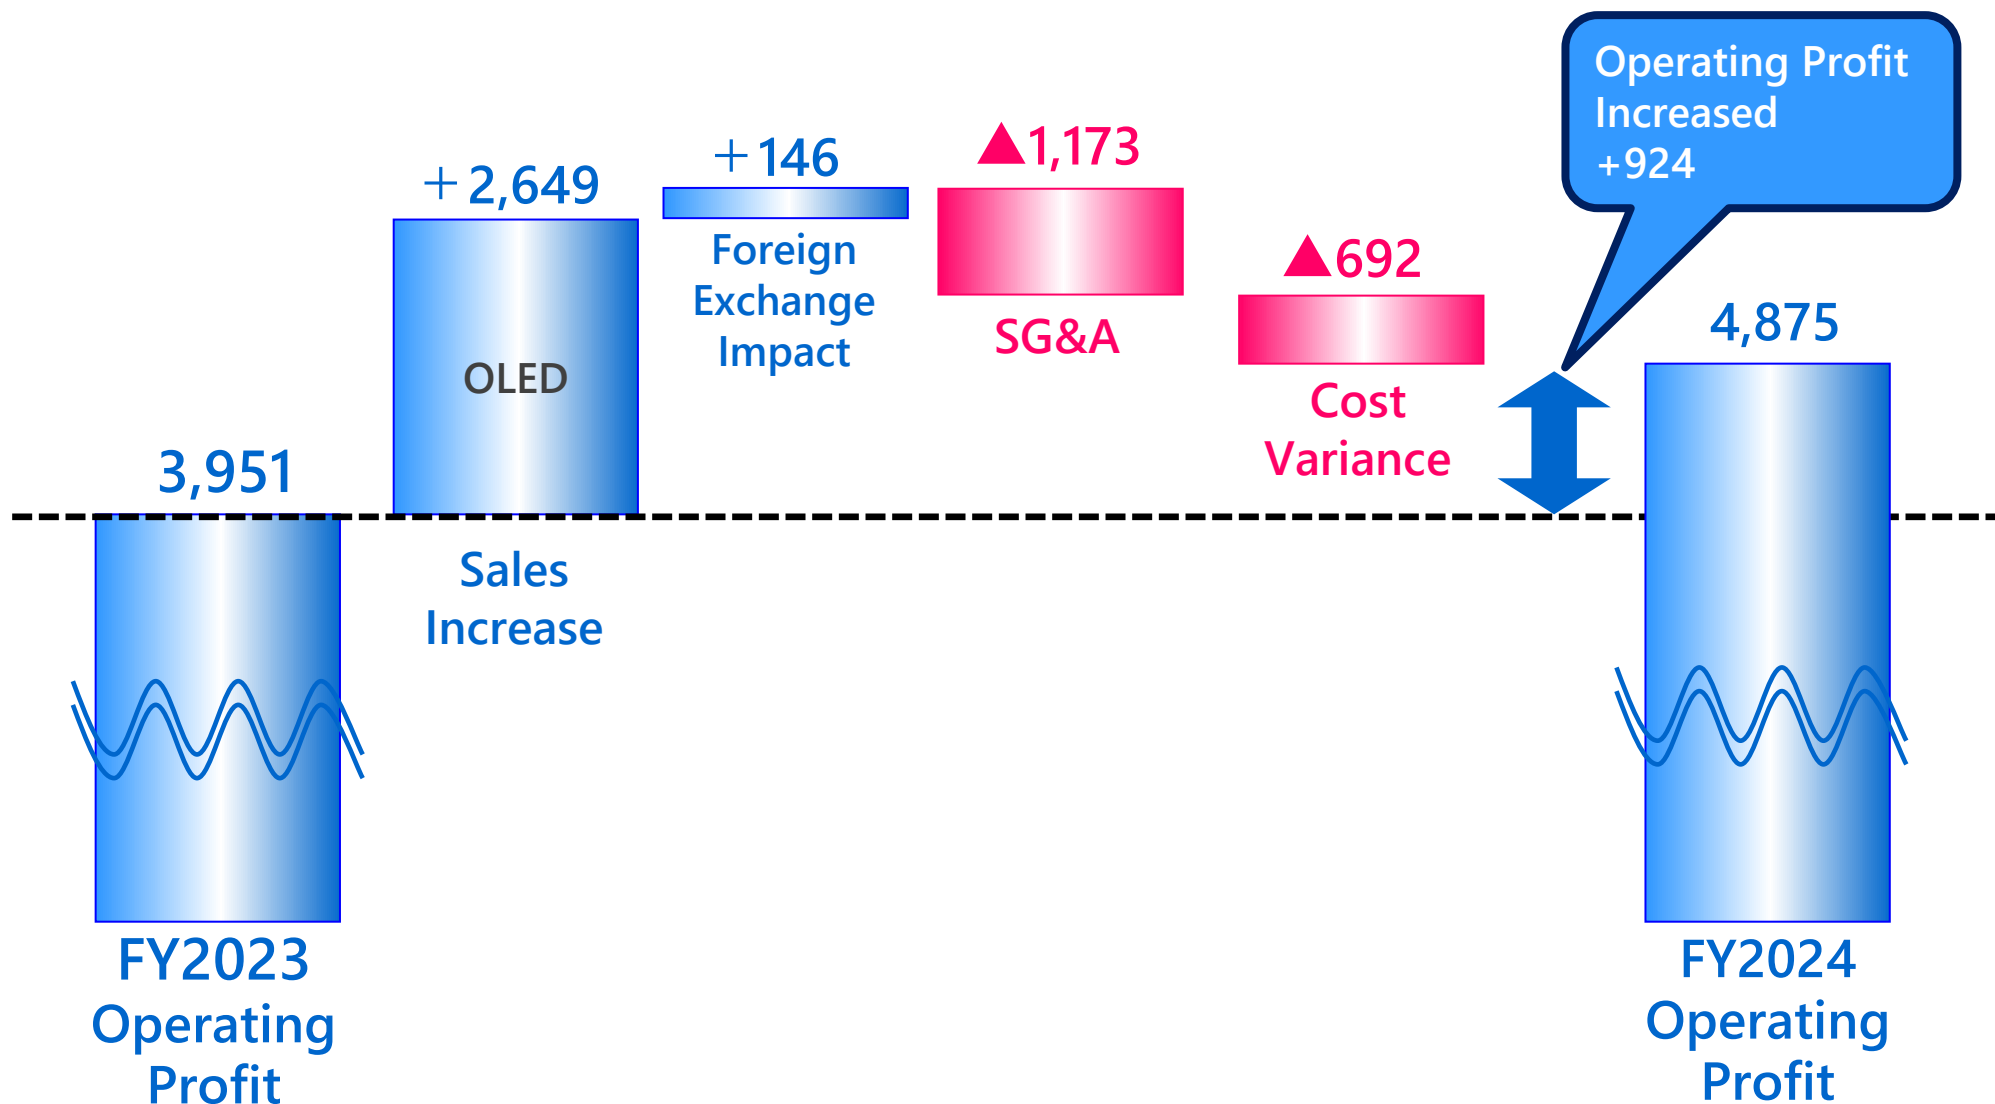 Operating Profit
Increased
+924
+2,649
+146
▲1,173
▲692
4,875
3,951
OLED
Foreign
Exchange
Impact
SG&A
Cost
Variance
Sales
Increase
FY2023
Operating
Profit
FY2024
Operating
Profit